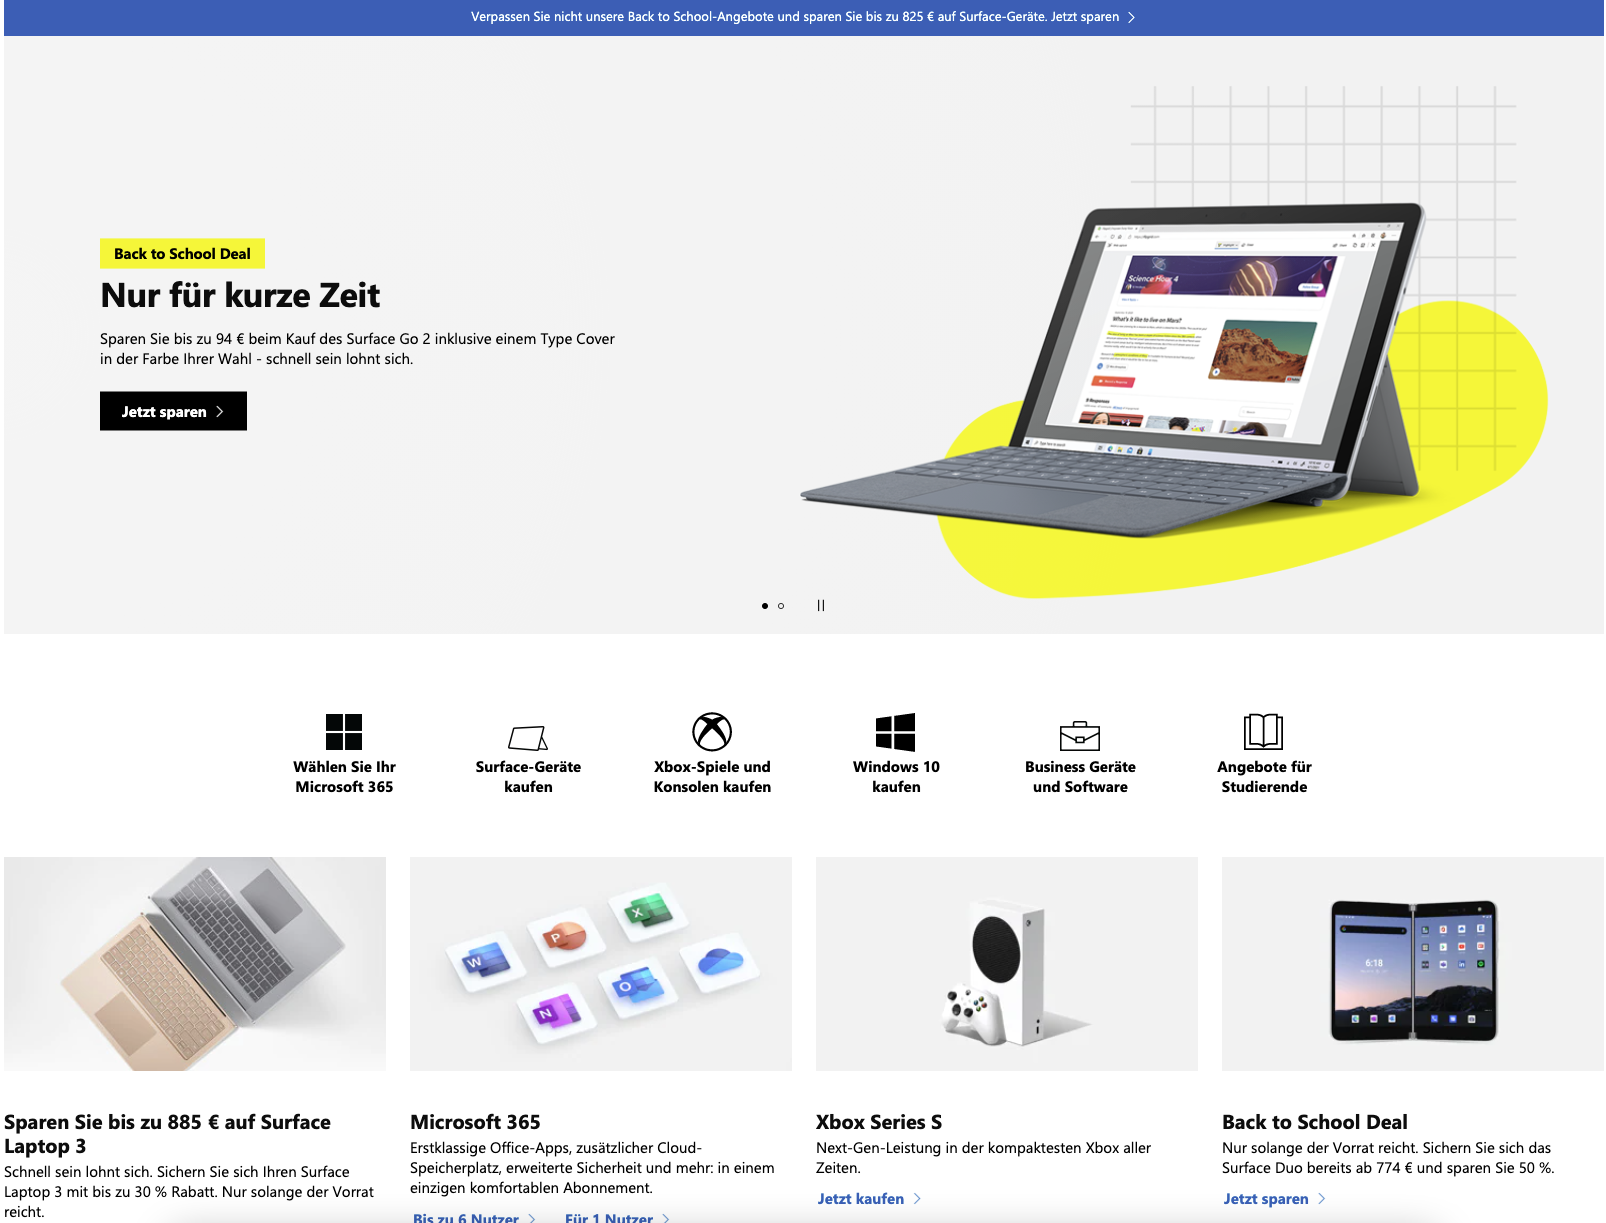 Verpassen Sie nicht unsere Back to School-Angebote und sparen Sie bis zu 825 € auf Surface-Geräte. Jetzt sparen
Back to School Deal
Nur für kurze Zeit
Sparen Sie bis zu 94 € beim Kauf des Surface Go 2 inklusive einem Type Cover
in der Farbe Ihrer Wahl - schnell sein lohnt sich.
Jetzt sparen
Science Hour 4
What's it like to live on Mars?
Wählen Sie Ihr
Microsoft 365
Surface-Geräte
kaufen
Xbox-Spiele und
Konsolen kaufen
Windows 10
kaufen
Business Geräte
und Software
Angebote für
Studierende
W
P
X
N
O
6:18
Sparen Sie bis zu 885 € auf Surface
Laptop 3
Schnell sein lohnt sich. Sichern Sie sich Ihren Surface
Laptop 3 mit bis zu 30 % Rabatt. Nur solange der Vorrat
reicht.
Microsoft 365
Erstklassige Office-Apps, zusätzlicher Cloud-
Speicherplatz, erweiterte Sicherheit und mehr: in einem
einzigen komfortablen Abonnement.
Bis zu 6 Nutzer
Für 1 Nutzer
Xbox Series S
Next-Gen-Leistung in der kompaktesten Xbox aller
Zeiten.
Jetzt kaufen
Back to School Deal
Nur solange der Vorrat reicht. Sichern Sie sich das
Surface Duo bereits ab 774 € und sparen Sie 50 %.
Jetzt sparen